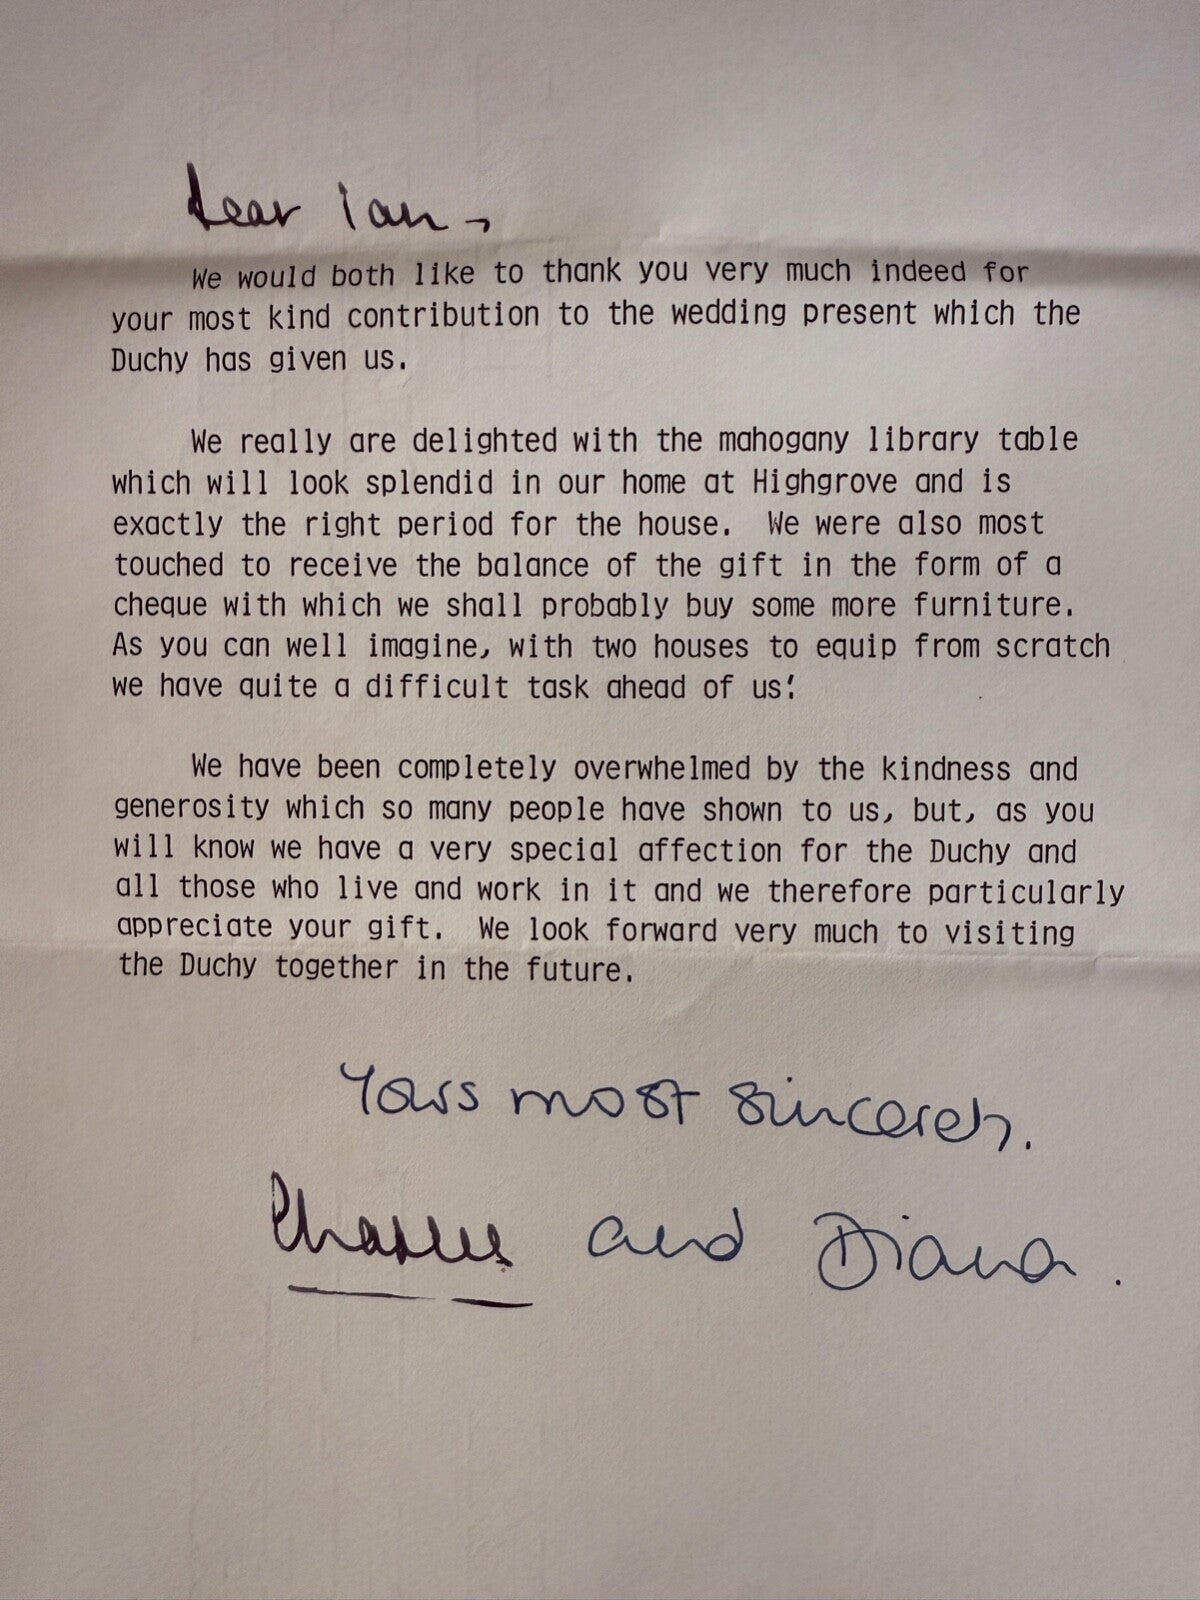 Dear Ian,
We would both like to thank you very much indeed for
your most kind contribution to the wedding present which the
Duchy has given us.
We really are delighted with the mahogany library table
which will look splendid in our home at Highgrove and is
exactly the right period for the house. We were also most
touched to receive the balance of the gift in the form of a
cheque with which we shall probably buy some more furniture.
As you can well imagine, with two houses to equip from scratch
we have quite a difficult task ahead of us!
We have been completely overwhelmed by the kindness and
generosity which so many people have shown to us, but, as you
will know we have a very special affection for the Duchy and
all those who live and work in it and we therefore particularly
appreciate your gift. We look forward very much to visiting
the Duchy together in the future.
Yours most sincerely.
Charles and Diana.